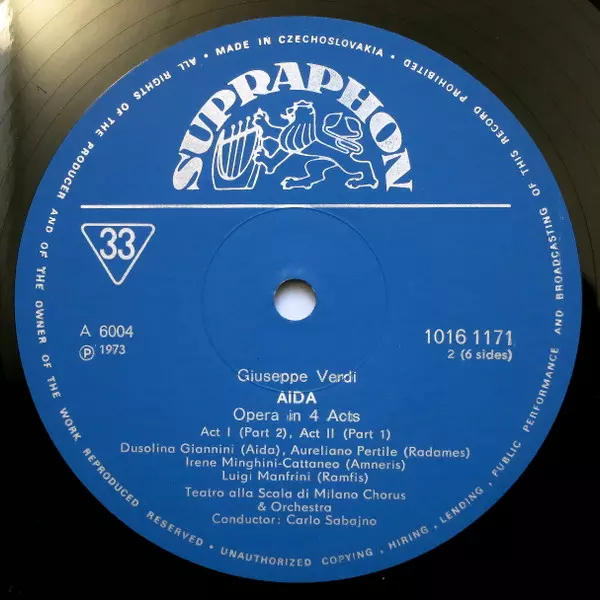 • MADE IN CZECHOSLOVAKIA • ALL RIGHTS OF THE PRODUCER AND OF THE OWNER OF THE WORK REPRODUCED RESERVED • UNAUTHORIZED COPYING, HIRING, LENDING, PUBLIC PERFORMANCE AND BROADCASTING OF THIS RECORD PROHIBITED
SUPRAPHON
33
A 6004
Ⓟ 1973
1016 1171
2 (6 sides)
Giuseppe Verdi
AIDA
Opera in 4 Acts
Act I (Part 2), Act II (Part 1)
Dusolina Giannini (Aida), Aureliano Pertile (Radames)
Irene Minghini-Cattaneo (Amneris)
Luigi Manfrini (Ramfis)
Teatro alla Scala di Milano Chorus
& Orchestra
Conductor: Carlo Sabajno